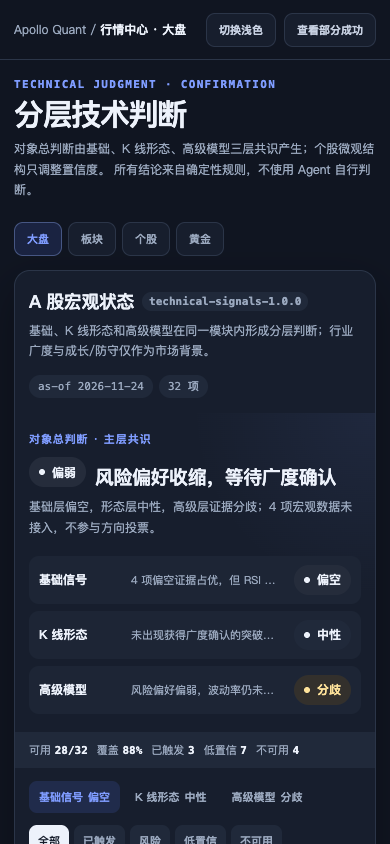 Apollo Quant / 行情中心 · 大盘
切换浅色
查看部分成功
TECHNICAL JUDGMENT · CONFIRMATION
分层技术判断
对象总判断由基础、K 线形态、高级模型三层共识产生；个股微观结
构只调整置信度。 所有结论来自确定性规则，不使用 Agent 自行判
断。
大盘
板块
个股
黄金
A 股宏观状态
technical-signals-1.0.0
基础、K 线形态和高级模型在同一模块内形成分层判断；行业
广度与成长/防守仅作为市场背景。
as-of 2026-11-24
32 项
对象总判断 · 主层共识
偏弱
风险偏好收缩，等待广度确认
基础层偏空，形态层中性，高级层证据分歧；4 项宏观数据未
接入，不参与方向投票。
基础信号
4 项偏空证据占优，但 RSI ...
偏空
K 线形态
未出现获得广度确认的突破...
中性
高级模型
风险偏好偏弱，波动率仍未...
分歧
可用 28/32 覆盖 88% 已触发 3 低置信 7 不可用 4
基础信号 偏空
K 线形态 中性
高级模型 分歧
全部
已触发
风险
低置信
不可用